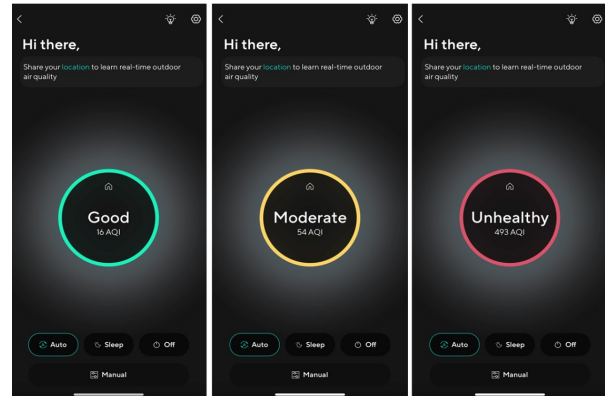 Hi there,
Share your location to learn real-time outdoor
air quality
Good
16 AQI
Auto
Sleep
Off
Manual
Hi there,
Share your location to learn real-time outdoor
air quality
Moderate
54 AQI
Auto
Sleep
Off
Manual
Hi there,
Share your location to learn real-time outdoor
air quality
Unhealthy
493 AQI
Auto
Sleep
Off
Manual